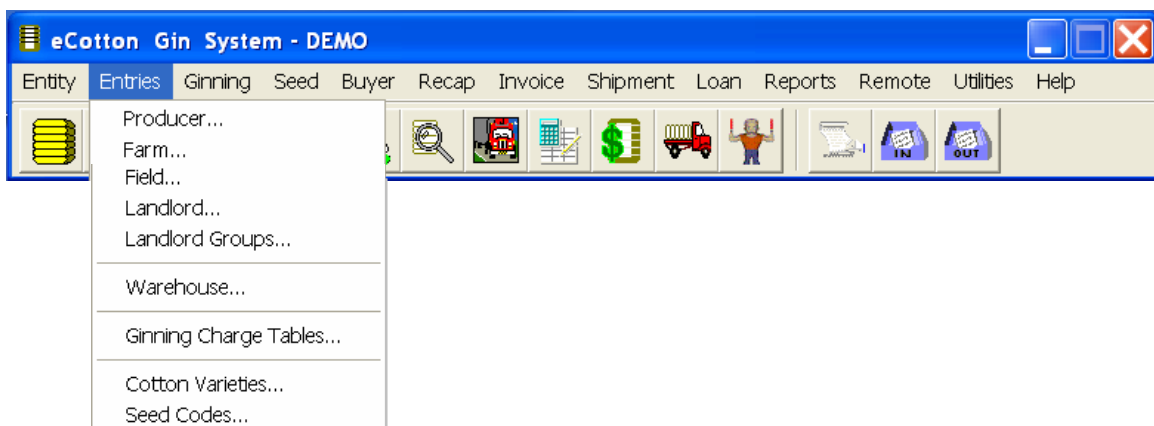 eCotton Gin System - DEMO
Entity Entries Ginning Seed Buyer Recap Invoice Shipment Loan Reports Remote Utilities Help
IN OUT
Producer...
Farm...
Field...
Landlord...
Landlord Groups...
Warehouse...
Ginning Charge Tables...
Cotton Varieties...
Seed Codes...